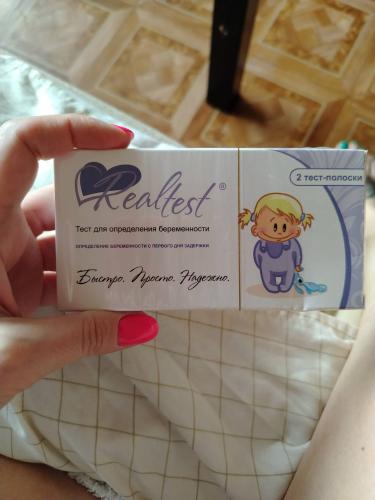 Realtest®
2 тест-полоски
Тест для определения беременности
ОПРЕДЕЛЕНИЕ БЕРЕМЕННОСТИ С ПЕРВОГО ДНЯ ЗАДЕРЖКИ
Быстро. Просто. Надежно.